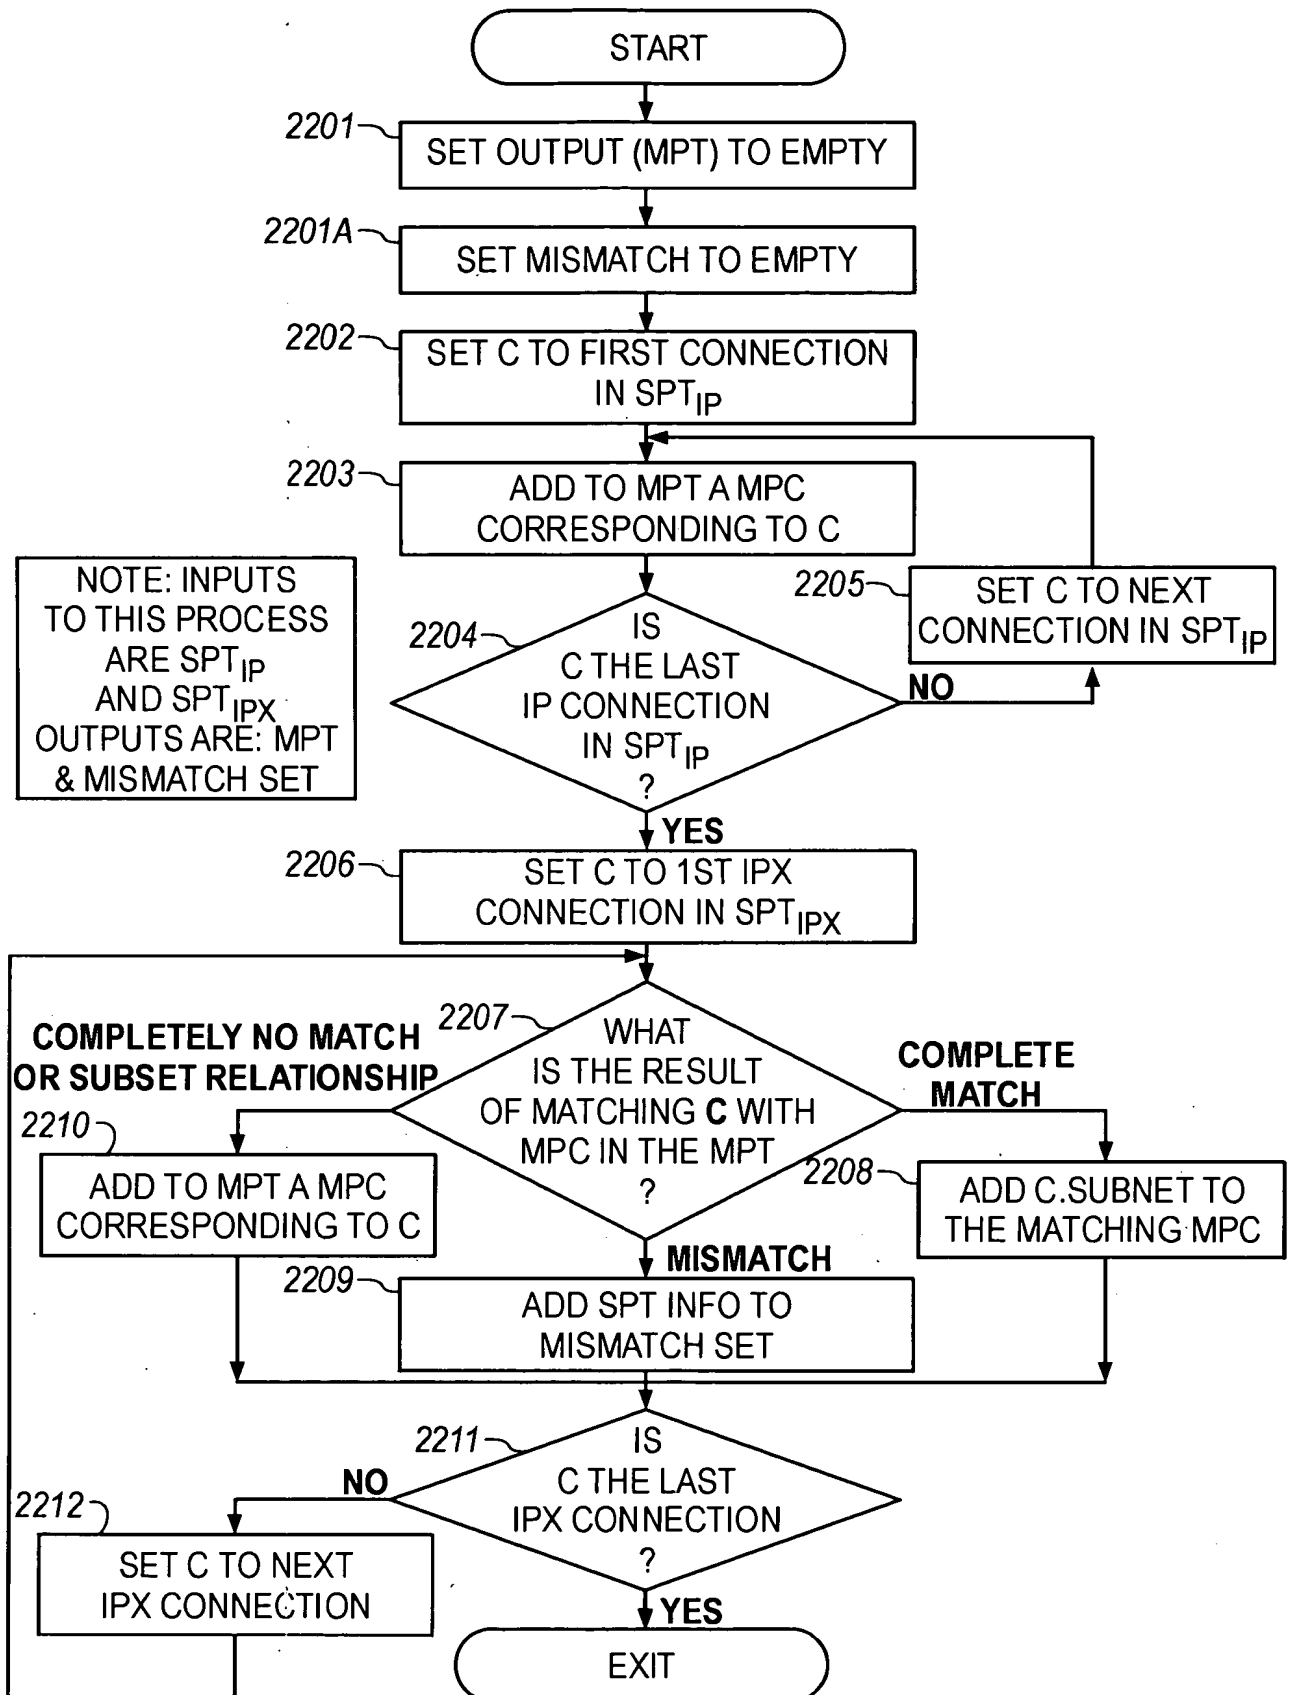 START
2201
SET OUTPUT (MPT) TO EMPTY
2201A
SET MISMATCH TO EMPTY
2202
SET C TO FIRST CONNECTION
IN SPTIP
2203
ADD TO MPT A MPC
CORRESPONDING TO C
NOTE: INPUTS
TO THIS PROCESS
ARE SPTIP
AND SPTIPX
OUTPUTS ARE: MPT
& MISMATCH SET
2204
IS
C THE LAST
IP CONNECTION
IN SPTIP
?
NO
2205
SET C TO NEXT
CONNECTION IN SPTIP
YES
2206
SET C TO 1ST IPX
CONNECTION IN SPTIPX
2207
WHAT
IS THE RESULT
OF MATCHING C WITH
MPC IN THE MPT
?
COMPLETELY NO MATCH
OR SUBSET RELATIONSHIP
COMPLETE
MATCH
2210
ADD TO MPT A MPC
CORRESPONDING TO C
2208
ADD C.SUBNET TO
THE MATCHING MPC
MISMATCH
2209
ADD SPT INFO TO
MISMATCH SET
2211
IS
C THE LAST
IPX CONNECTION
?
NO
2212
SET C TO NEXT
IPX CONNECTION
YES
EXIT